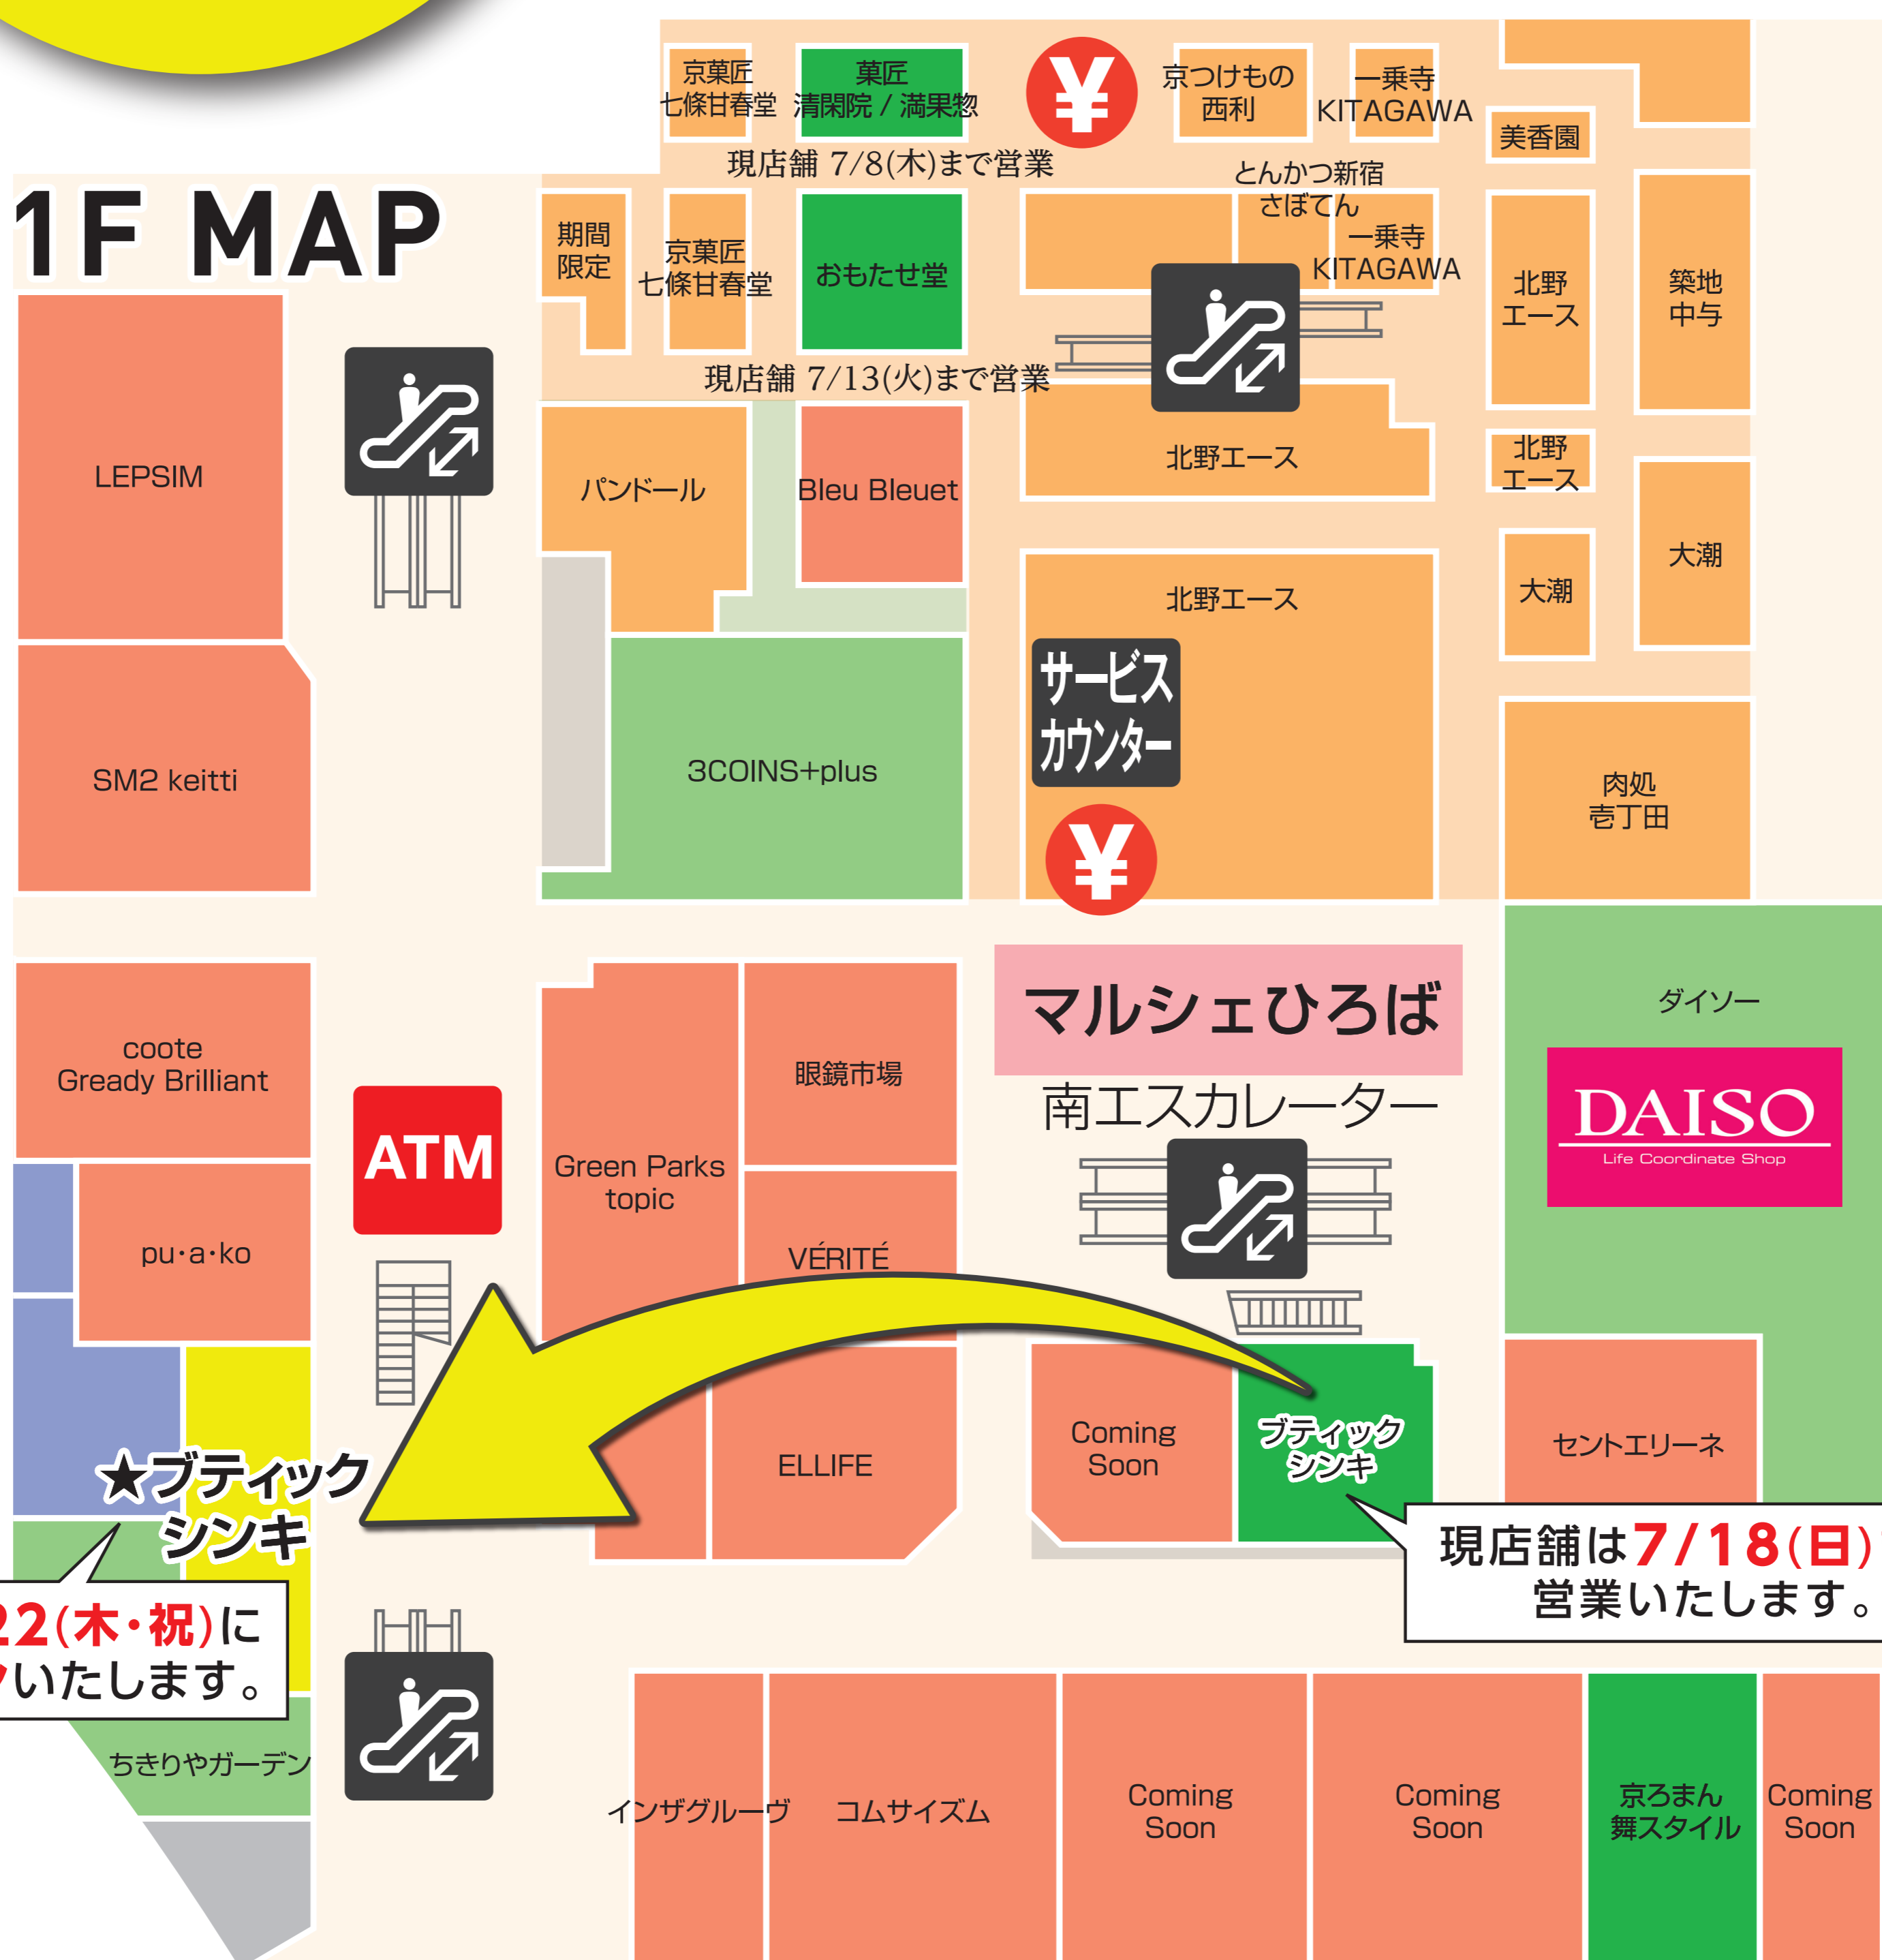 京菓匠
七條甘春堂
菓匠
清閑院 / 満果惣
¥
京つけもの
西利
一乗寺
KITAGAWA
美香園
現店舗 7/8(木)まで営業
1F MAP
期間
限定
京菓匠
七條甘春堂
おもたせ堂
とんかつ新宿
さぼてん
一乗寺
KITAGAWA
北野
エース
築地
中与
現店舗 7/13(火)まで営業
LEPSIM
パンドール
Bleu Bleuet
北野エース
北野
エース
大潮
大潮
北野エース
サービス
カウンター
¥
SM2 keitti
3COINS+plus
肉処
壱丁田
マルシェひろば
南エスカレーター
ダイソー
DAISO
Life Coordinate Shop
coote
Gready Brilliant
ATM
Green Parks
topic
眼鏡市場
VÉRITÉ
pu・a・ko
ELLIFE
Coming
Soon
ブティック
シンキ
セントエリーネ
★ブティック
シンキ
現店舗は7/18(日)
営業いたします。
22(木・祝)に
いたします。
ちきりやガーデン
インザグルーヴ
コムサイズム
Coming
Soon
Coming
Soon
京ろまん
舞スタイル
Coming
Soon